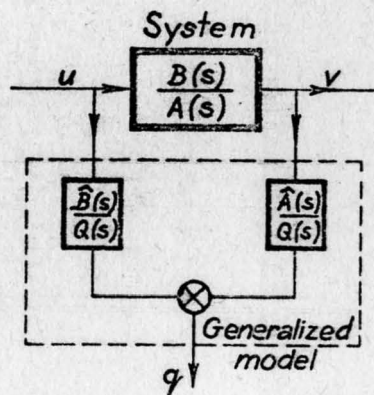 System
u
B(s)
A(s)
v
B̂(s)
Q(s)
Â(s)
Q(s)
Generalized
model
q